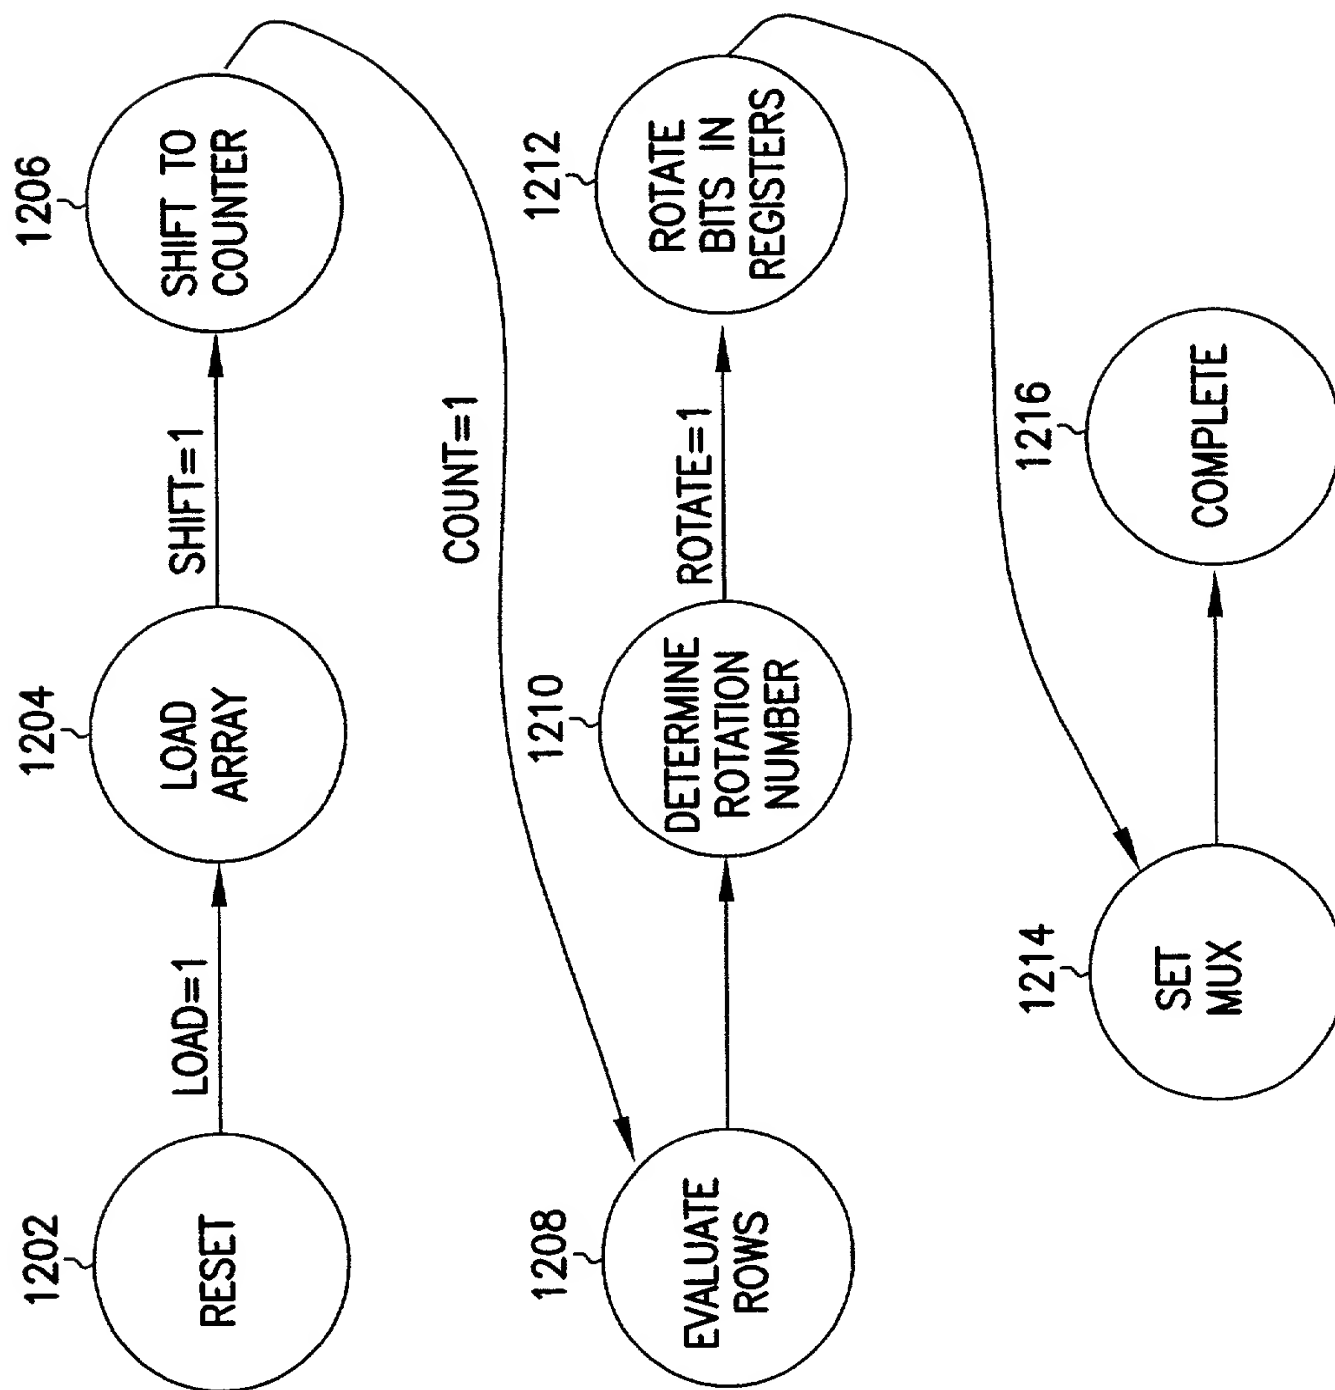 1202
RESET
LOAD=1
1204
LOAD
ARRAY
SHIFT=1
1206
SHIFT TO
COUNTER
COUNT=1
1208
EVALUATE
ROWS
1210
DETERMINE
ROTATION
NUMBER
ROTATE=1
1212
ROTATE
BITS IN
REGISTERS
1214
SET
MUX
1216
COMPLETE